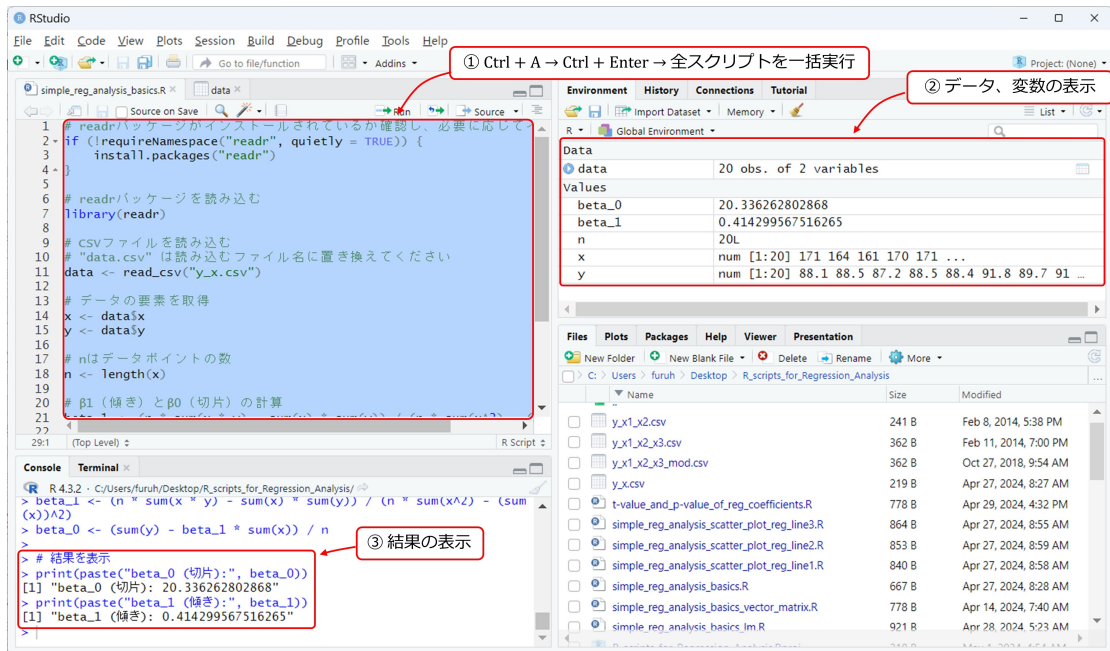 RStudio
File Edit Code View Plots Session Build Debug Profile Tools Help
Go to file/function Addins Project: (None)
① Ctrl + A → Ctrl + Enter → 全スクリプトを一括実行
simple_reg_analysis_basics.R data
Source on Save Run Source
1 # readrパッケージがインストールされているか確認し、必要に応じて
2 if (!requireNamespace("readr", quietly = TRUE)) {
3 install.packages("readr")
4 }
5
6 # readrパッケージを読み込む
7 library(readr)
8
9 # CSVファイルを読み込む
10 # "data.csv" は読み込むファイル名に置き換えてください
11 data <- read_csv("y_x.csv")
12
13 # データの要素を取得
14 x <- data$x
15 y <- data$y
16
17 # nはデータポイントの数
18 n <- length(x)
19
20 # β1（傾き）とβ0（切片）の計算
21
22
29:1 (Top Level) R Script
Console Terminal
R 4.3.2 · C:/Users/furuh/Desktop/R_scripts_for_Regression_Analysis/
> beta_1 <- (n * sum(x * y) - sum(x) * sum(y)) / (n * sum(x^2) - (sum
(x))^2)
> beta_0 <- (sum(y) - beta_1 * sum(x)) / n
>
> # 結果を表示
> print(paste("beta_0 (切片):", beta_0))
[1] "beta_0 (切片): 20.336262802868"
> print(paste("beta_1 (傾き):", beta_1))
[1] "beta_1 (傾き): 0.414299567516265"
>
③ 結果の表示
Environment History Connections Tutorial
② データ、変数の表示
Import Dataset Memory List
R Global Environment
Data
data 20 obs. of 2 variables
Values
beta_0 20.336262802868
beta_1 0.414299567516265
n 20L
x num [1:20] 171 164 161 170 171 ...
y num [1:20] 88.1 88.5 87.2 88.5 88.4 91.8 89.7 91 …
Files Plots Packages Help Viewer Presentation
New Folder New Blank File Delete Rename More
C: > Users > furuh > Desktop > R_scripts_for_Regression_Analysis ...
Name Size Modified
..
y_x1_x2.csv 241 B Feb 8, 2014, 5:38 PM
y_x1_x2_x3.csv 362 B Feb 11, 2014, 7:00 PM
y_x1_x2_x3_mod.csv 362 B Oct 27, 2018, 9:54 AM
y_x.csv 219 B Apr 27, 2024, 8:27 AM
t-value_and_p-value_of_reg_coefficients.R 778 B Apr 29, 2024, 4:32 PM
simple_reg_analysis_scatter_plot_reg_line3.R 864 B Apr 27, 2024, 8:55 AM
simple_reg_analysis_scatter_plot_reg_line2.R 853 B Apr 27, 2024, 8:59 AM
simple_reg_analysis_scatter_plot_reg_line1.R 840 B Apr 27, 2024, 8:58 AM
simple_reg_analysis_basics.R 667 B Apr 27, 2024, 8:28 AM
simple_reg_analysis_basics_vector_matrix.R 778 B Apr 14, 2024, 7:40 AM
simple_reg_analysis_basics_lm.R 921 B Apr 28, 2024, 5:23 AM